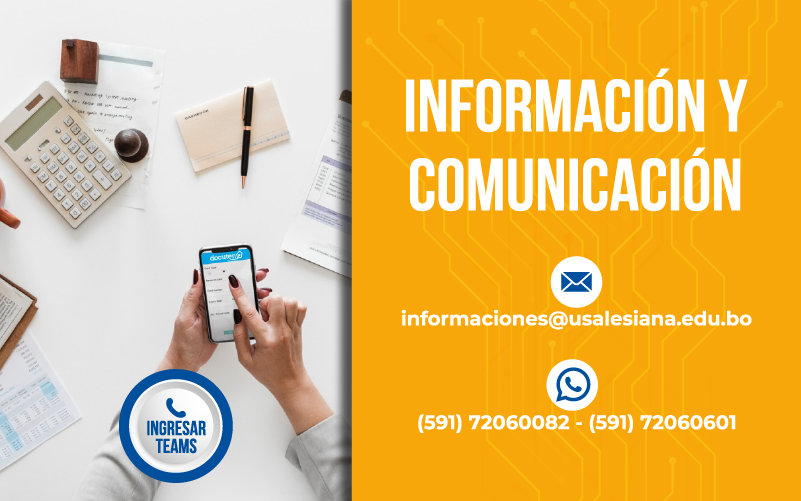 INFORMACIÓN Y
COMUNICACIÓN
informaciones@usalesiana.edu.bo
(591) 72060082 - (591) 72060601
INGRESAR
TEAMS